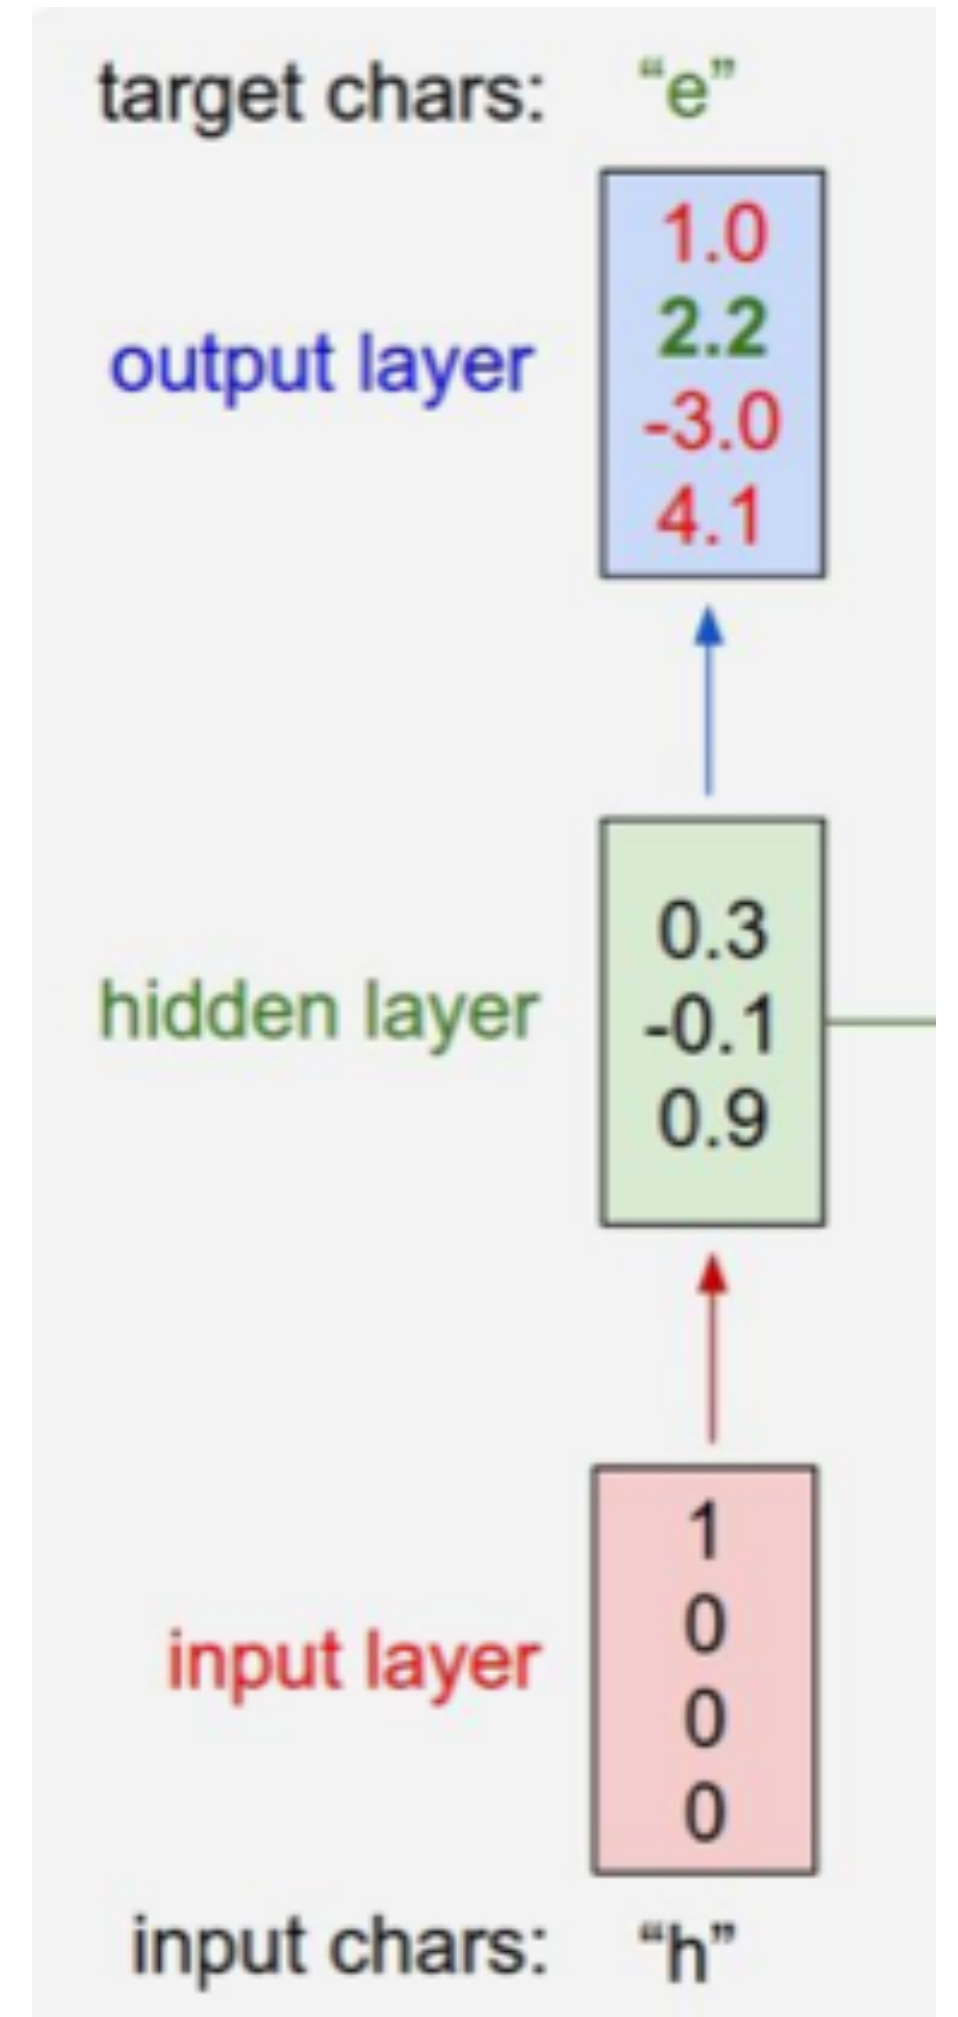 target chars: “e”
1.0
2.2
output layer
-3.0
4.1
0.3
hidden layer
-0.1
0.9
1
0
input layer
0
0
input chars: “h”